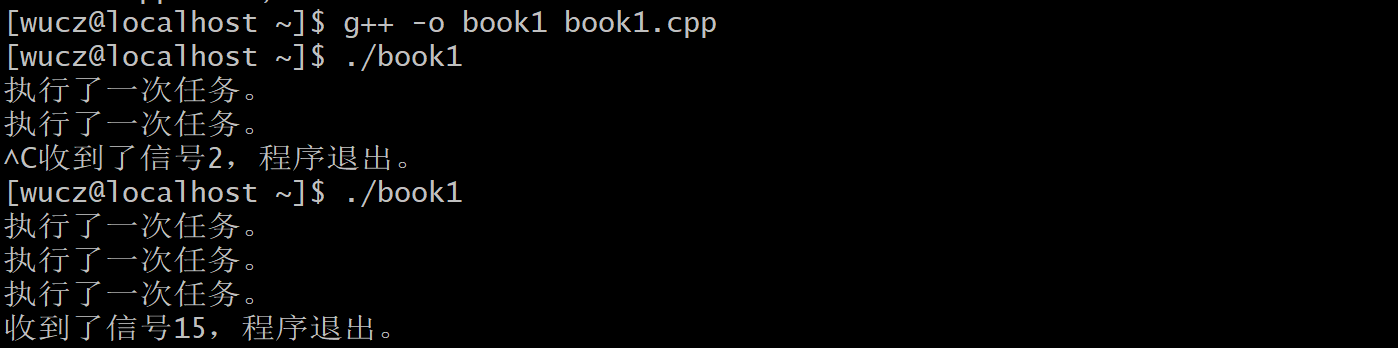 [wucz@localhost ~]$ g++ -o book1 book1.cpp
[wucz@localhost ~]$ ./book1
执行了一次任务。
执行了一次任务。
^C收到了信号2，程序退出。
[wucz@localhost ~]$ ./book1
执行了一次任务。
执行了一次任务。
执行了一次任务。
收到了信号15，程序退出。